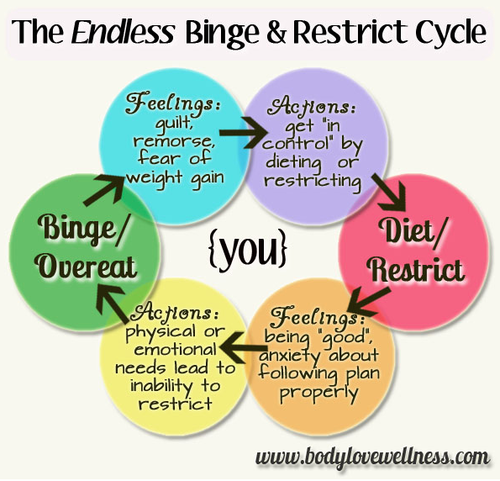 The Endless Binge & Restrict Cycle
Feelings:
guilt,
remorse,
fear of
weight gain
Actions:
get "in
control" by
dieting or
restricting
Diet/
Restrict
Feelings:
being "good",
anxiety about
following plan
properly
Actions:
physical or
emotional
needs lead to
inability to
restrict
Binge/
Overeat
{you}
www.bodylovewellness.com